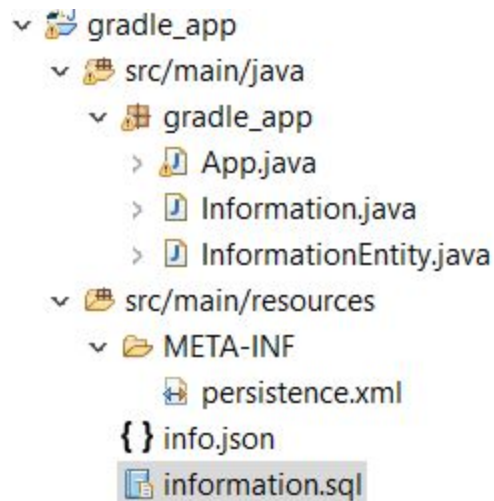 gradle_app
src/main/java
gradle_app
App.java
Information.java
InformationEntity.java
src/main/resources
META-INF
persistence.xml
{ } info.json
information.sql